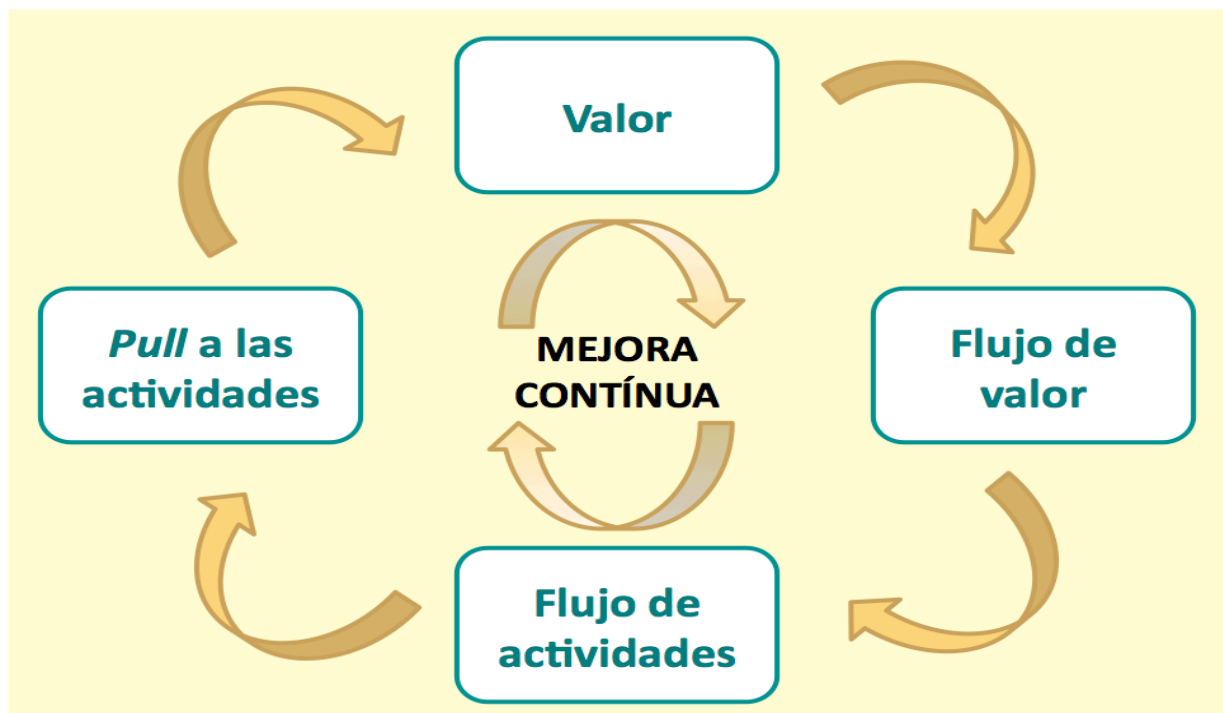 Valor
Pull a las
actividades
MEJORA
CONTÍNUA
Flujo de
valor
Flujo de
actividades